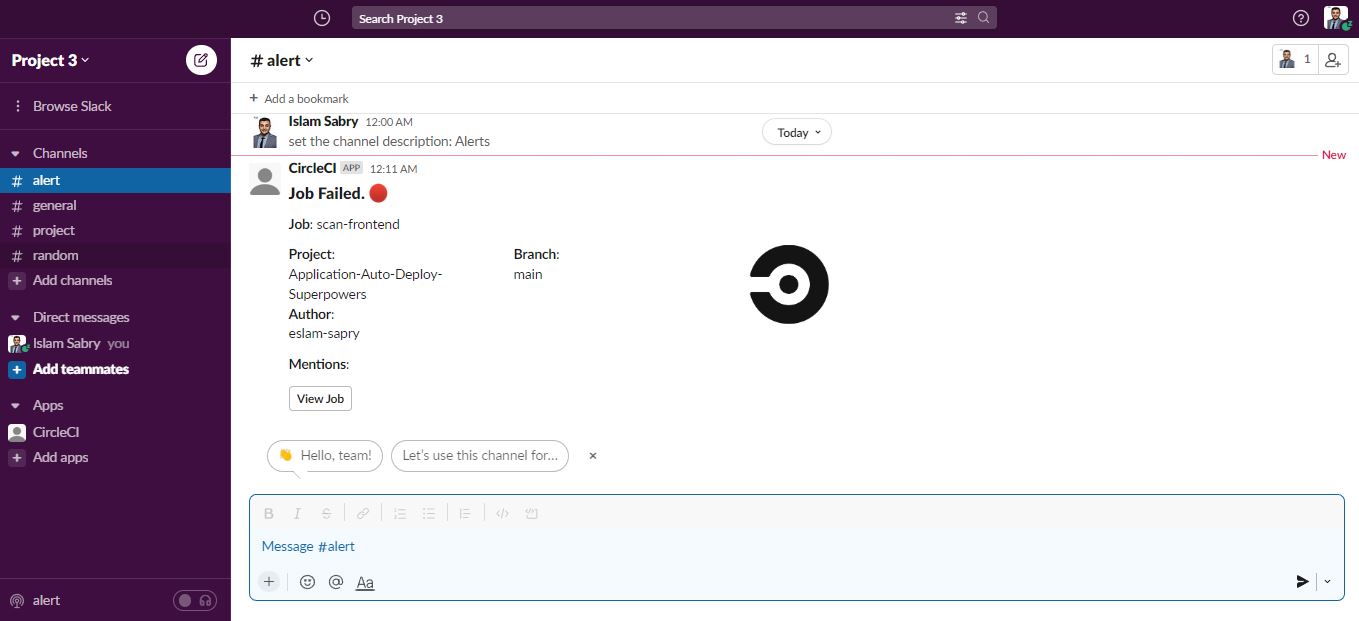 Search Project 3
Project 3
Browse Slack
Channels
# alert
# general
# project
# random
+ Add channels
Direct messages
Islam Sabry you
+ Add teammates
Apps
CircleCI
+ Add apps
alert
# alert
1
+ Add a bookmark
Islam Sabry 12:00 AM
set the channel description: Alerts
Today
New
CircleCI APP 12:11 AM
Job Failed.
Job: scan-frontend
Project:
Application-Auto-Deploy-
Superpowers
Branch:
main
Author:
eslam-sapry
Mentions:
View Job
Hello, team!
Let's use this channel for...
B I S
Message #alert
+ @ Aa